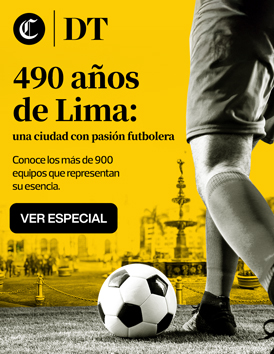 C | DT
490 años
de Lima:
una ciudad con pasión futbolera
Conoce los más de 900
equipos que representan
su esencia.
VER ESPECIAL